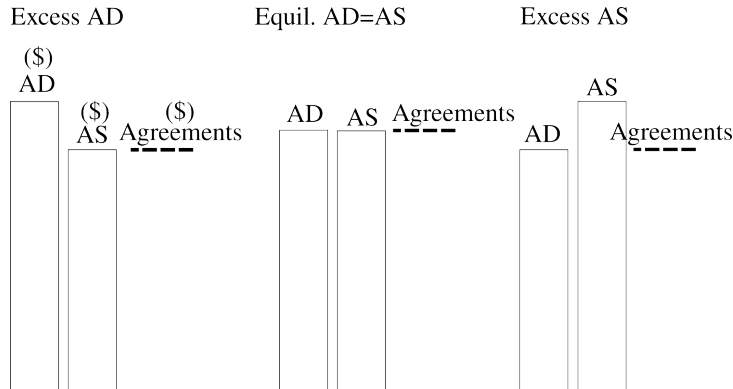 Excess AD
($)
AD
($)
AS
($)
Agreements
Equil. AD=AS
AD
AS
Agreements
Excess AS
AD
AS
Agreements